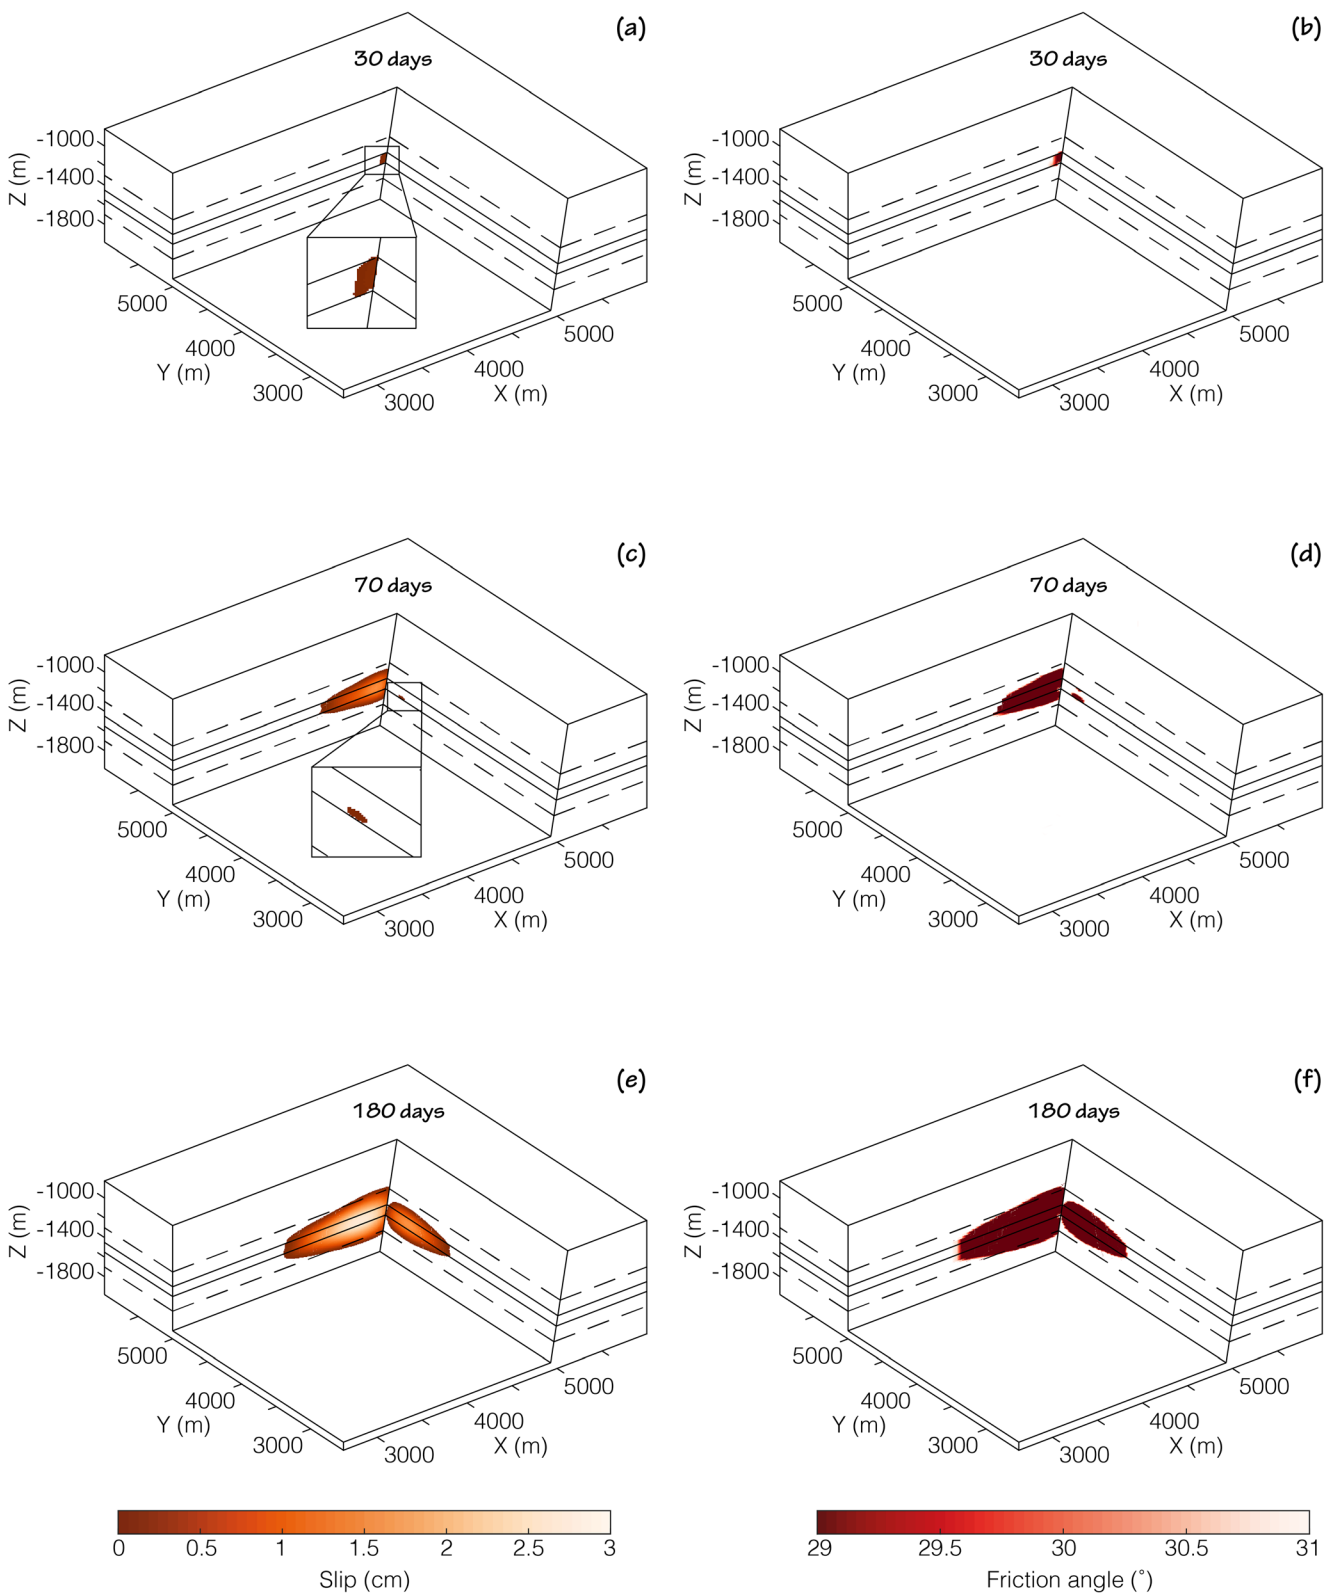 (a)
30 days
-1000
-1400
-1800
Z (m)
5000
4000
3000
Y (m)
3000
4000
5000
X (m)
(b)
30 days
-1000
-1400
-1800
Z (m)
5000
4000
3000
Y (m)
3000
4000
5000
X (m)
(c)
70 days
-1000
-1400
-1800
Z (m)
5000
4000
3000
Y (m)
3000
4000
5000
X (m)
(d)
70 days
-1000
-1400
-1800
Z (m)
5000
4000
3000
Y (m)
3000
4000
5000
X (m)
(e)
180 days
-1000
-1400
-1800
Z (m)
5000
4000
3000
Y (m)
3000
4000
5000
X (m)
(f)
180 days
-1000
-1400
-1800
Z (m)
5000
4000
3000
Y (m)
3000
4000
5000
X (m)
0 0.5 1 1.5 2 2.5 3
Slip (cm)
29 29.5 30 30.5 31
Friction angle (°)